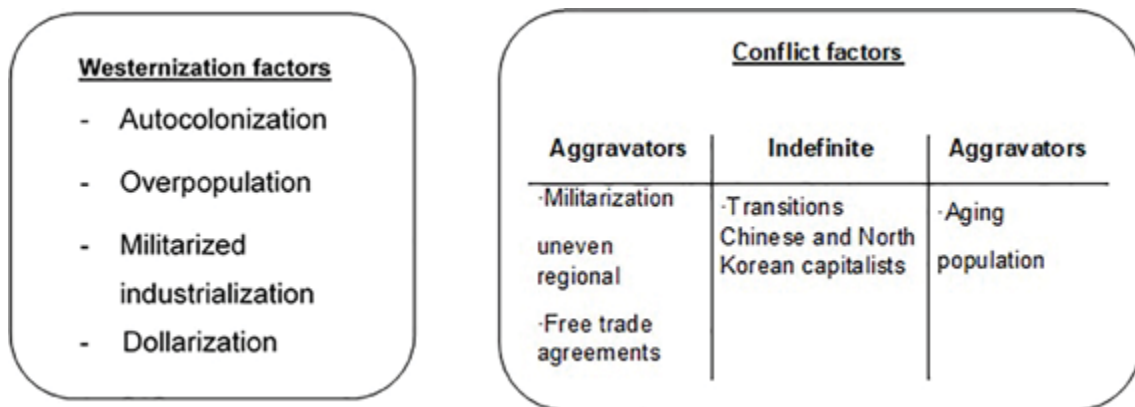 Westernization factors
- Autocolonization
- Overpopulation
- Militarized
industrialization
- Dollarization
Conflict factors
Aggravators
·Militarization
uneven
regional
·Free trade
agreements
Indefinite
·Transitions
Chinese and North
Korean capitalists
Aggravators
·Aging
population